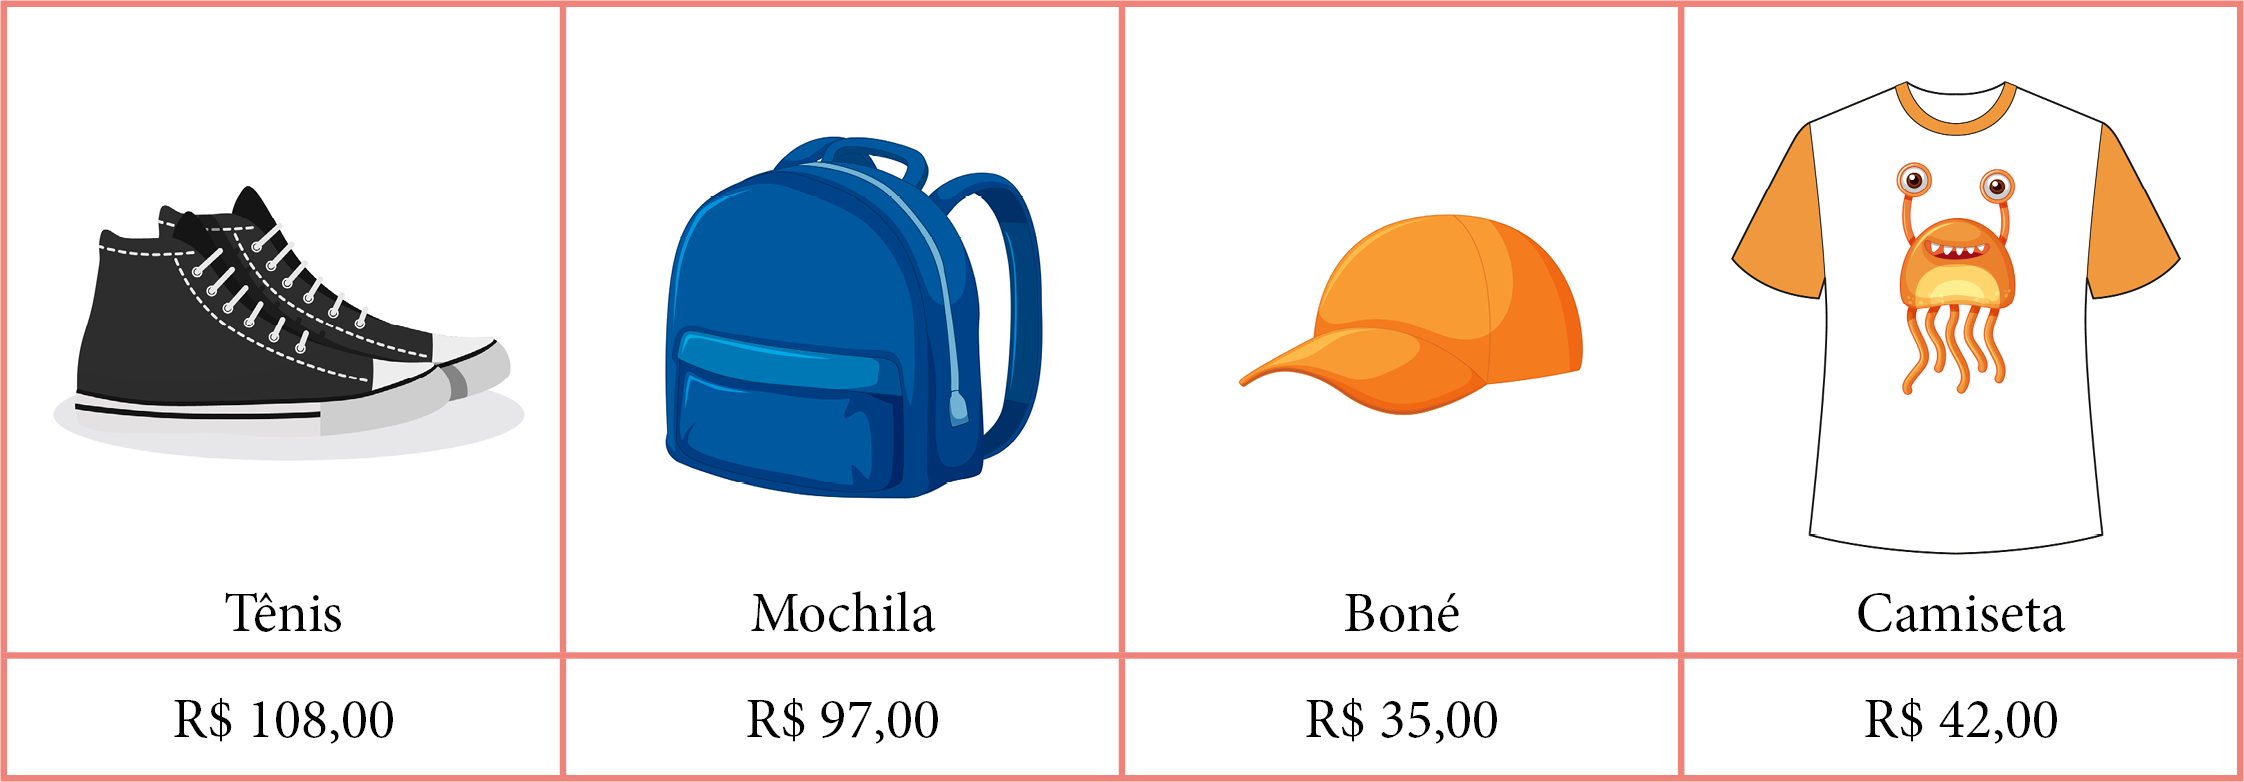 Tênis
Mochila
Boné
Camiseta
R$ 108,00
R$ 97,00
R$ 35,00
R$ 42,00